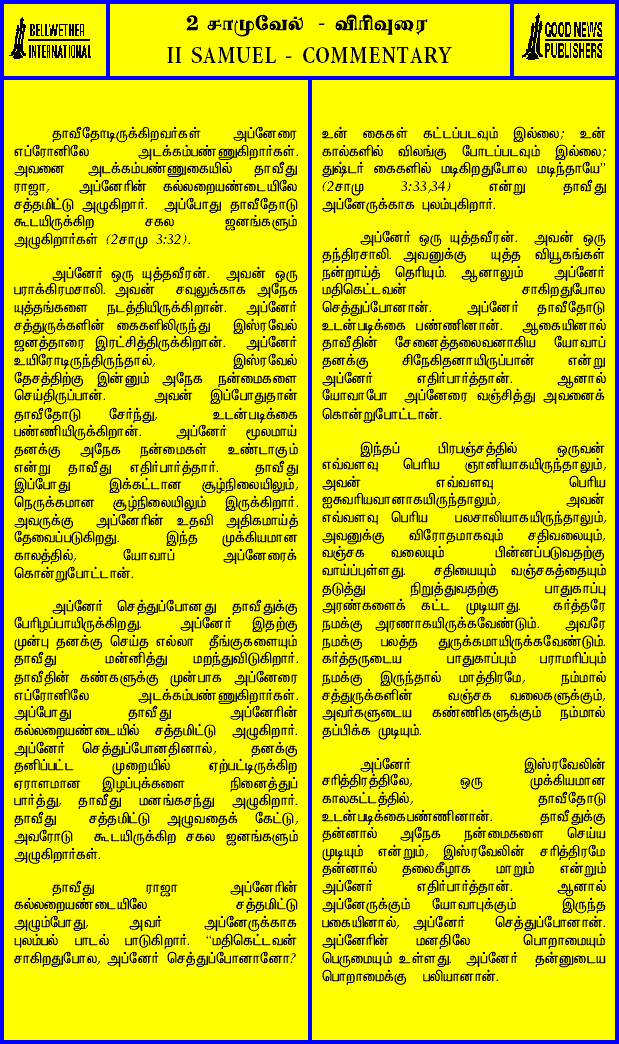 BELLWETHER
INTERNATIONAL
2 சாமுவேல் - விரிவுரை
II SAMUEL - COMMENTARY
GOOD NEWS
PUBLISHERS
தாவீதோடிருக்கிறவர்கள் அப்னேரை
எப்ரோனிலே அடக்கம்பண்ணுகிறார்கள்.
அவனை அடக்கம்பண்ணுகையில் தாவீது
ராஜா, அப்னேரின் கல்லறையண்டையிலே
சத்தமிட்டு அழுகிறார். அப்போது தாவீதோடு
கூடயிருக்கிற சகல ஜனங்களும்
அழுகிறார்கள் (2சாமு 3:32).
அப்னேர் ஒரு யுத்தவீரன். அவன் ஒரு
பராக்கிரமசாலி. அவன் சவுலுக்காக அநேக
யுத்தங்களை நடத்தியிருக்கிறான். அப்னேர்
சத்துருக்களின் கைகளிலிருந்து இஸ்ரவேல்
ஜனத்தாரை இரட்சித்திருக்கிறான். அப்னேர்
உயிரோடிருந்திருந்தால், இஸ்ரவேல்
தேசத்திற்கு இன்னும் அநேக நன்மைகளை
செய்திருப்பான். அவன் இப்போதுதான்
தாவீதோடு சேர்ந்து, உடன்படிக்கை
பண்ணியிருக்கிறான். அப்னேர் மூலமாய்
தனக்கு அநேக நன்மைகள் உண்டாகும்
என்று தாவீது எதிர்பார்த்தார். தாவீது
இப்போது இக்கட்டான சூழ்நிலையிலும்,
நெருக்கமான சூழ்நிலையிலும் இருக்கிறார்.
அவருக்கு அப்னேரின் உதவி அதிகமாய்த்
தேவைப்படுகிறது. இந்த முக்கியமான
காலத்தில், யோவாப் அப்னேரைக்
கொன்றுபோட்டான்.
அப்னேர் செத்துப்போனது தாவீதுக்கு
பேரிழப்பாயிருக்கிறது. அப்னேர் இதற்கு
முன்பு தனக்கு செய்த எல்லா தீங்குகளையும்
தாவீது மன்னித்து மறந்துவிடுகிறார்.
தாவீதின் கண்களுக்கு முன்பாக அப்னேரை
எப்ரோனிலே அடக்கம்பண்ணுகிறார்கள்.
அப்போது தாவீது அப்னேரின்
கல்லறையண்டையில் சத்தமிட்டு அழுகிறார்.
அப்னேர் செத்துப்போனதினால், தனக்கு
தனிப்பட்ட முறையில் ஏற்பட்டிருக்கிற
ஏராளமான இழப்புக்களை நினைத்துப்
பார்த்து, தாவீது மனங்கசந்து அழுகிறார்.
தாவீது சத்தமிட்டு அழுவதைக் கேட்டு,
அவரோடு கூடயிருக்கிற சகல ஜனங்களும்
அழுகிறார்கள்.
தாவீது ராஜா அப்னேரின்
கல்லறையண்டையிலே சத்தமிட்டு
அழும்போது, அவர் அப்னேருக்காக
புலம்பல் பாடல் பாடுகிறார். “மதிகெட்டவன்
சாகிறதுபோல, அப்னேர் செத்துப்போனானோ?
உன் கைகள் கட்டப்படவும் இல்லை; உன்
கால்களில் விலங்கு போடப்படவும் இல்லை;
துஷ்டர் கைகளில் மடிகிறதுபோல மடிந்தாயே”
(2சாமு 3:33,34) என்று தாவீது
அப்னேருக்காக புலம்புகிறார்.
அப்னேர் ஒரு யுத்தவீரன். அவன் ஒரு
தந்திரசாலி. அவனுக்கு யுத்த வியூகங்கள்
நன்றாய்த் தெரியும். ஆனாலும் அப்னேர்
மதிகெட்டவன் சாகிறதுபோல
செத்துப்போனான். அப்னேர் தாவீதோடு
உடன்படிக்கை பண்ணினான். ஆகையினால்
தாவீதின் சேனைத்தலைவனாகிய யோவாப்
தனக்கு சிநேகிதனாயிருப்பான் என்று
அப்னேர் எதிர்பார்த்தான். ஆனால்
யோவாபோ அப்னேரை வஞ்சித்து அவனைக்
கொன்றுபோட்டான்.
இந்தப் பிரபஞ்சத்தில் ஒருவன்
எவ்வளவு பெரிய ஞானியாகயிருந்தாலும்,
அவன் எவ்வளவு பெரிய
ஐசுவரியவானாகயிருந்தாலும், அவன்
எவ்வளவு பெரிய பலசாலியாகயிருந்தாலும்,
அவனுக்கு விரோதமாகவும் சதிவலையும்,
வஞ்சக வலையும் பின்னப்படுவதற்கு
வாய்ப்புள்ளது. சதியையும் வஞ்சகத்தையும்
தடுத்து நிறுத்துவதற்கு பாதுகாப்பு
அரண்களைக் கட்ட முடியாது. கர்த்தரே
நமக்கு அரணாகயிருக்கவேண்டும். அவரே
நமக்கு பலத்த துருக்கமாயிருக்கவேண்டும்.
கர்த்தருடைய பாதுகாப்பும் பராமரிப்பும்
நமக்கு இருந்தால் மாத்திரமே, நம்மால்
சத்துருக்களின் வஞ்சக வலைகளுக்கும்,
அவர்களுடைய கண்ணிகளுக்கும் நம்மால்
தப்பிக்க முடியும்.
அப்னேர் இஸ்ரவேலின்
சரித்திரத்திலே, ஒரு முக்கியமான
காலகட்டத்தில், தாவீதோடு
உடன்படிக்கைபண்ணினான். தாவீதுக்கு
தன்னால் அநேக நன்மைகளை செய்ய
முடியும் என்றும், இஸ்ரவேலின் சரித்திரமே
தன்னால் தலைகீழாக மாறும் என்றும்
அப்னேர் எதிர்பார்த்தான். ஆனால்
அப்னேருக்கும் யோவாபுக்கும் இருந்த
பகையினால், அப்னேர் செத்துப்போனான்.
அப்னேரின் மனதிலே பொறாமையும்
பெருமையும் உள்ளது. அப்னேர் தன்னுடைய
பொறாமைக்கு பலியானான்.